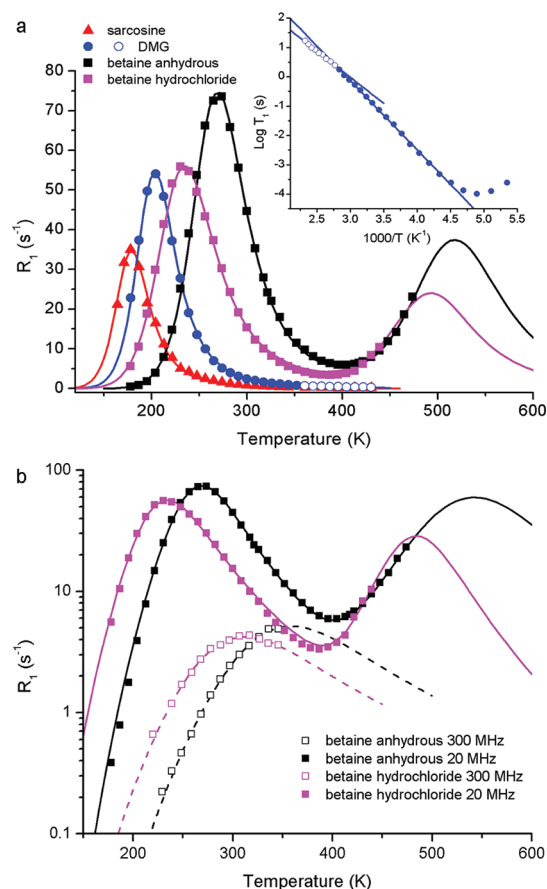 a
sarcosine
DMG
betaine anhydrous
betaine hydrochloride
80
70
60
50
40
30
20
10
0
R₁ (s⁻¹)
200 300 400 500 600
Temperature (K)
2
1
0
-1
-2
-3
-4
Log T₁ (s)
2.5 3.0 3.5 4.0 4.5 5.0 5.5
1000/T (K⁻¹)
b
100
10
1
0.1
R₁ (s⁻¹)
betaine anhydrous 300 MHz
betaine anhydrous 20 MHz
betaine hydrochloride 300 MHz
betaine hydrochloride 20 MHz
200 300 400 500 600
Temperature (K)